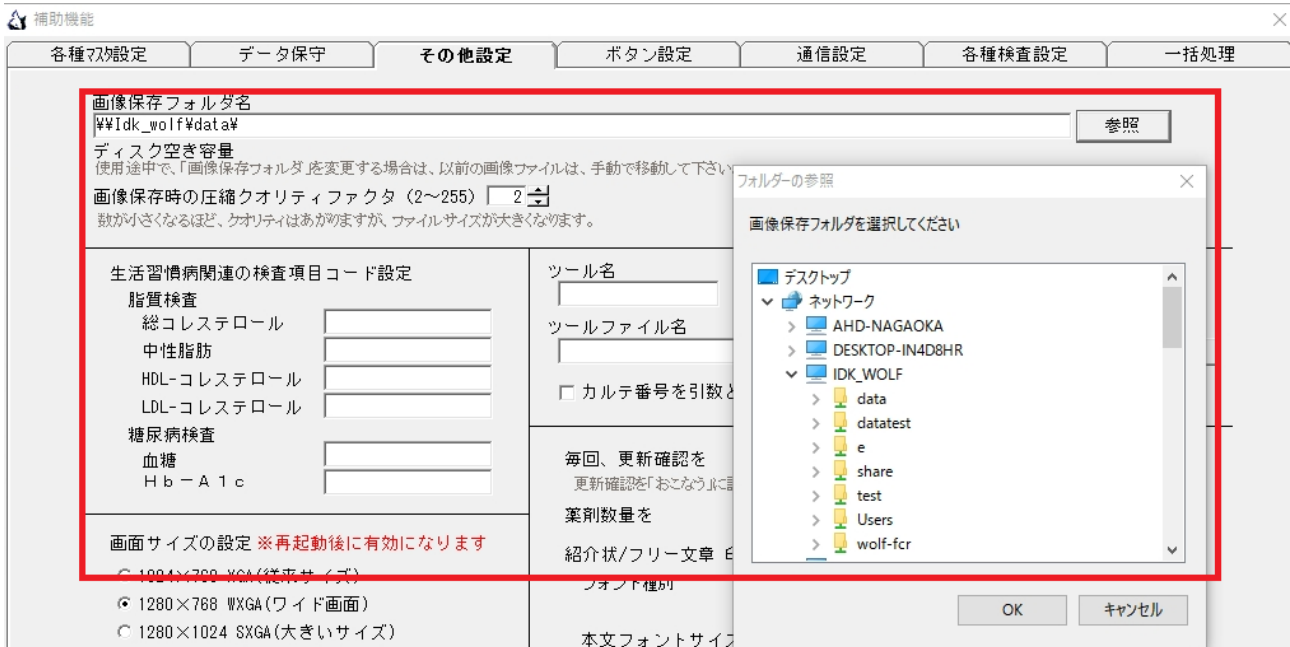 補助機能
各種ﾏｽﾀ設定
データ保守
その他設定
ボタン設定
通信設定
各種検査設定
一括処理
画像保存フォルダ名
¥¥Idk_wolf¥data¥
参照
ディスク空き容量
使用途中で、「画像保存フォルダ」を変更する場合は、以前の画像ファイルは、手動で移動して下さい
画像保存時の圧縮クオリティファクタ（2～255）
2
数が小さくなるほど、クオリティはあがりますが、ファイルサイズが大きくなります。
生活習慣病関連の検査項目コード設定
脂質検査
総コレステロール
中性脂肪
HDL-コレステロール
LDL-コレステロール
糖尿病検査
血糖
Ｈｂ－Ａ１ｃ
画面サイズの設定 ※再起動後に有効になります
1024×768 XGA(従来サイズ)
1280×768 WXGA(ワイド画面)
1280×1024 SXGA(大きいサイズ)
ツール名
ツールファイル名
カルテ番号を引数と
毎回、更新確認を
更新確認を「おこなう」に
薬剤数量を
紹介状/フリー文章
フォント種別
本文フォントサイズ
フォルダーの参照
画像保存フォルダを選択してください
デスクトップ
ネットワーク
AHD-NAGAOKA
DESKTOP-IN4D8HR
IDK_WOLF
data
datatest
e
share
test
Users
wolf-fcr
OK
キャンセル